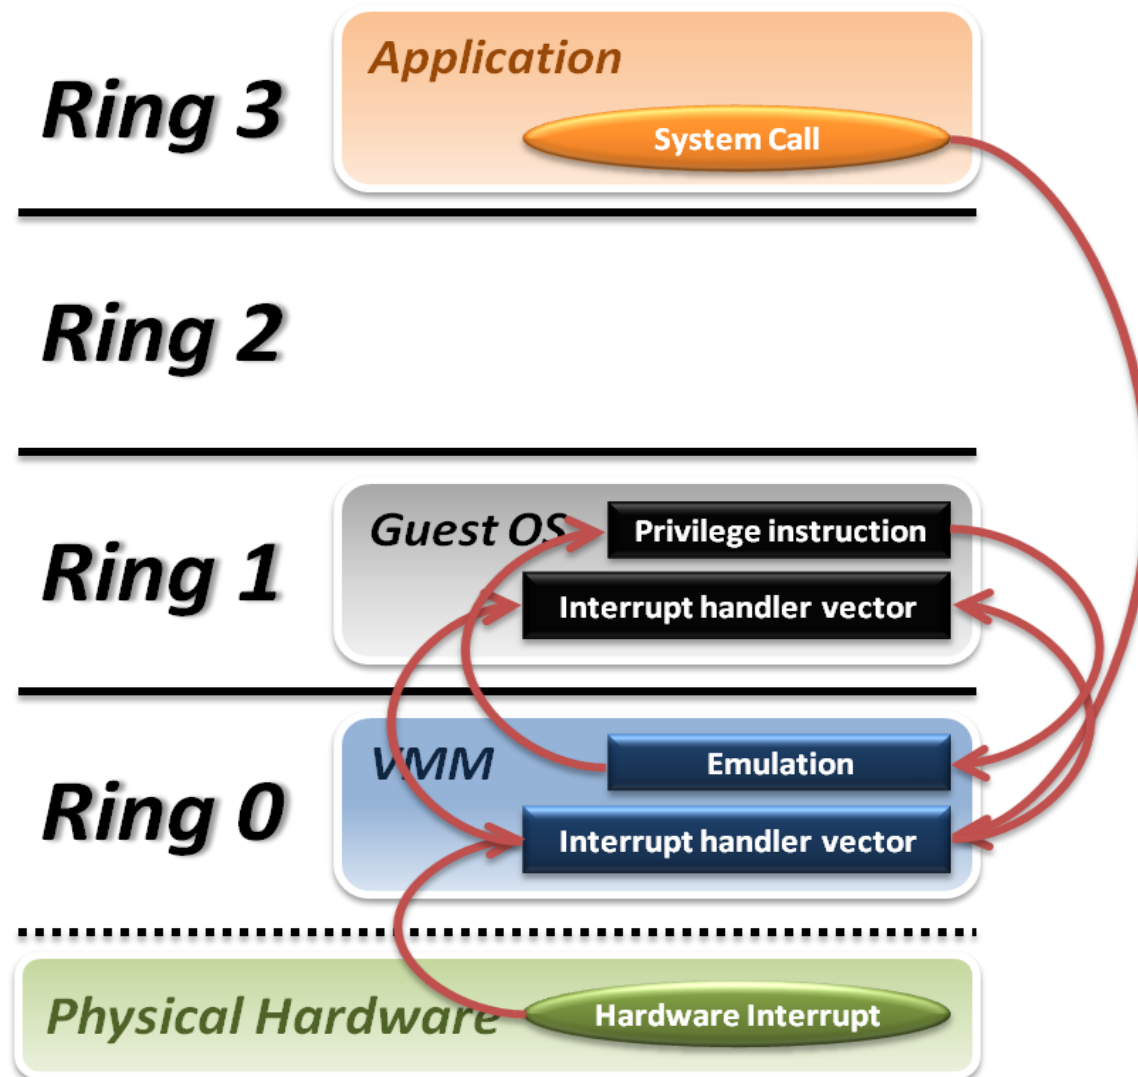 Ring 3
Application
System Call
Ring 2
Ring 1
Guest OS
Privilege instruction
Interrupt handler vector
Ring 0
VMM
Emulation
Interrupt handler vector
Physical Hardware
Hardware Interrupt